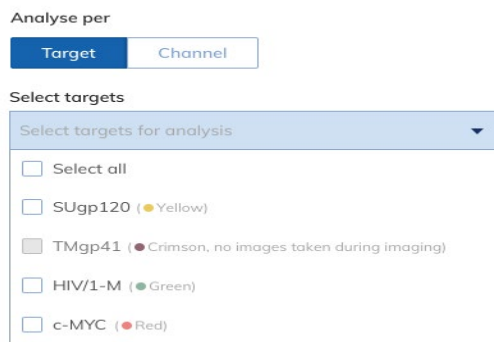 Analyse per
Target Channel
Select targets
Select targets for analysis
Select all
SUgp120 (Yellow)
TMgp41 (Crimson, no images taken during imaging)
HIV/1-M (Green)
c-MYC (Red)